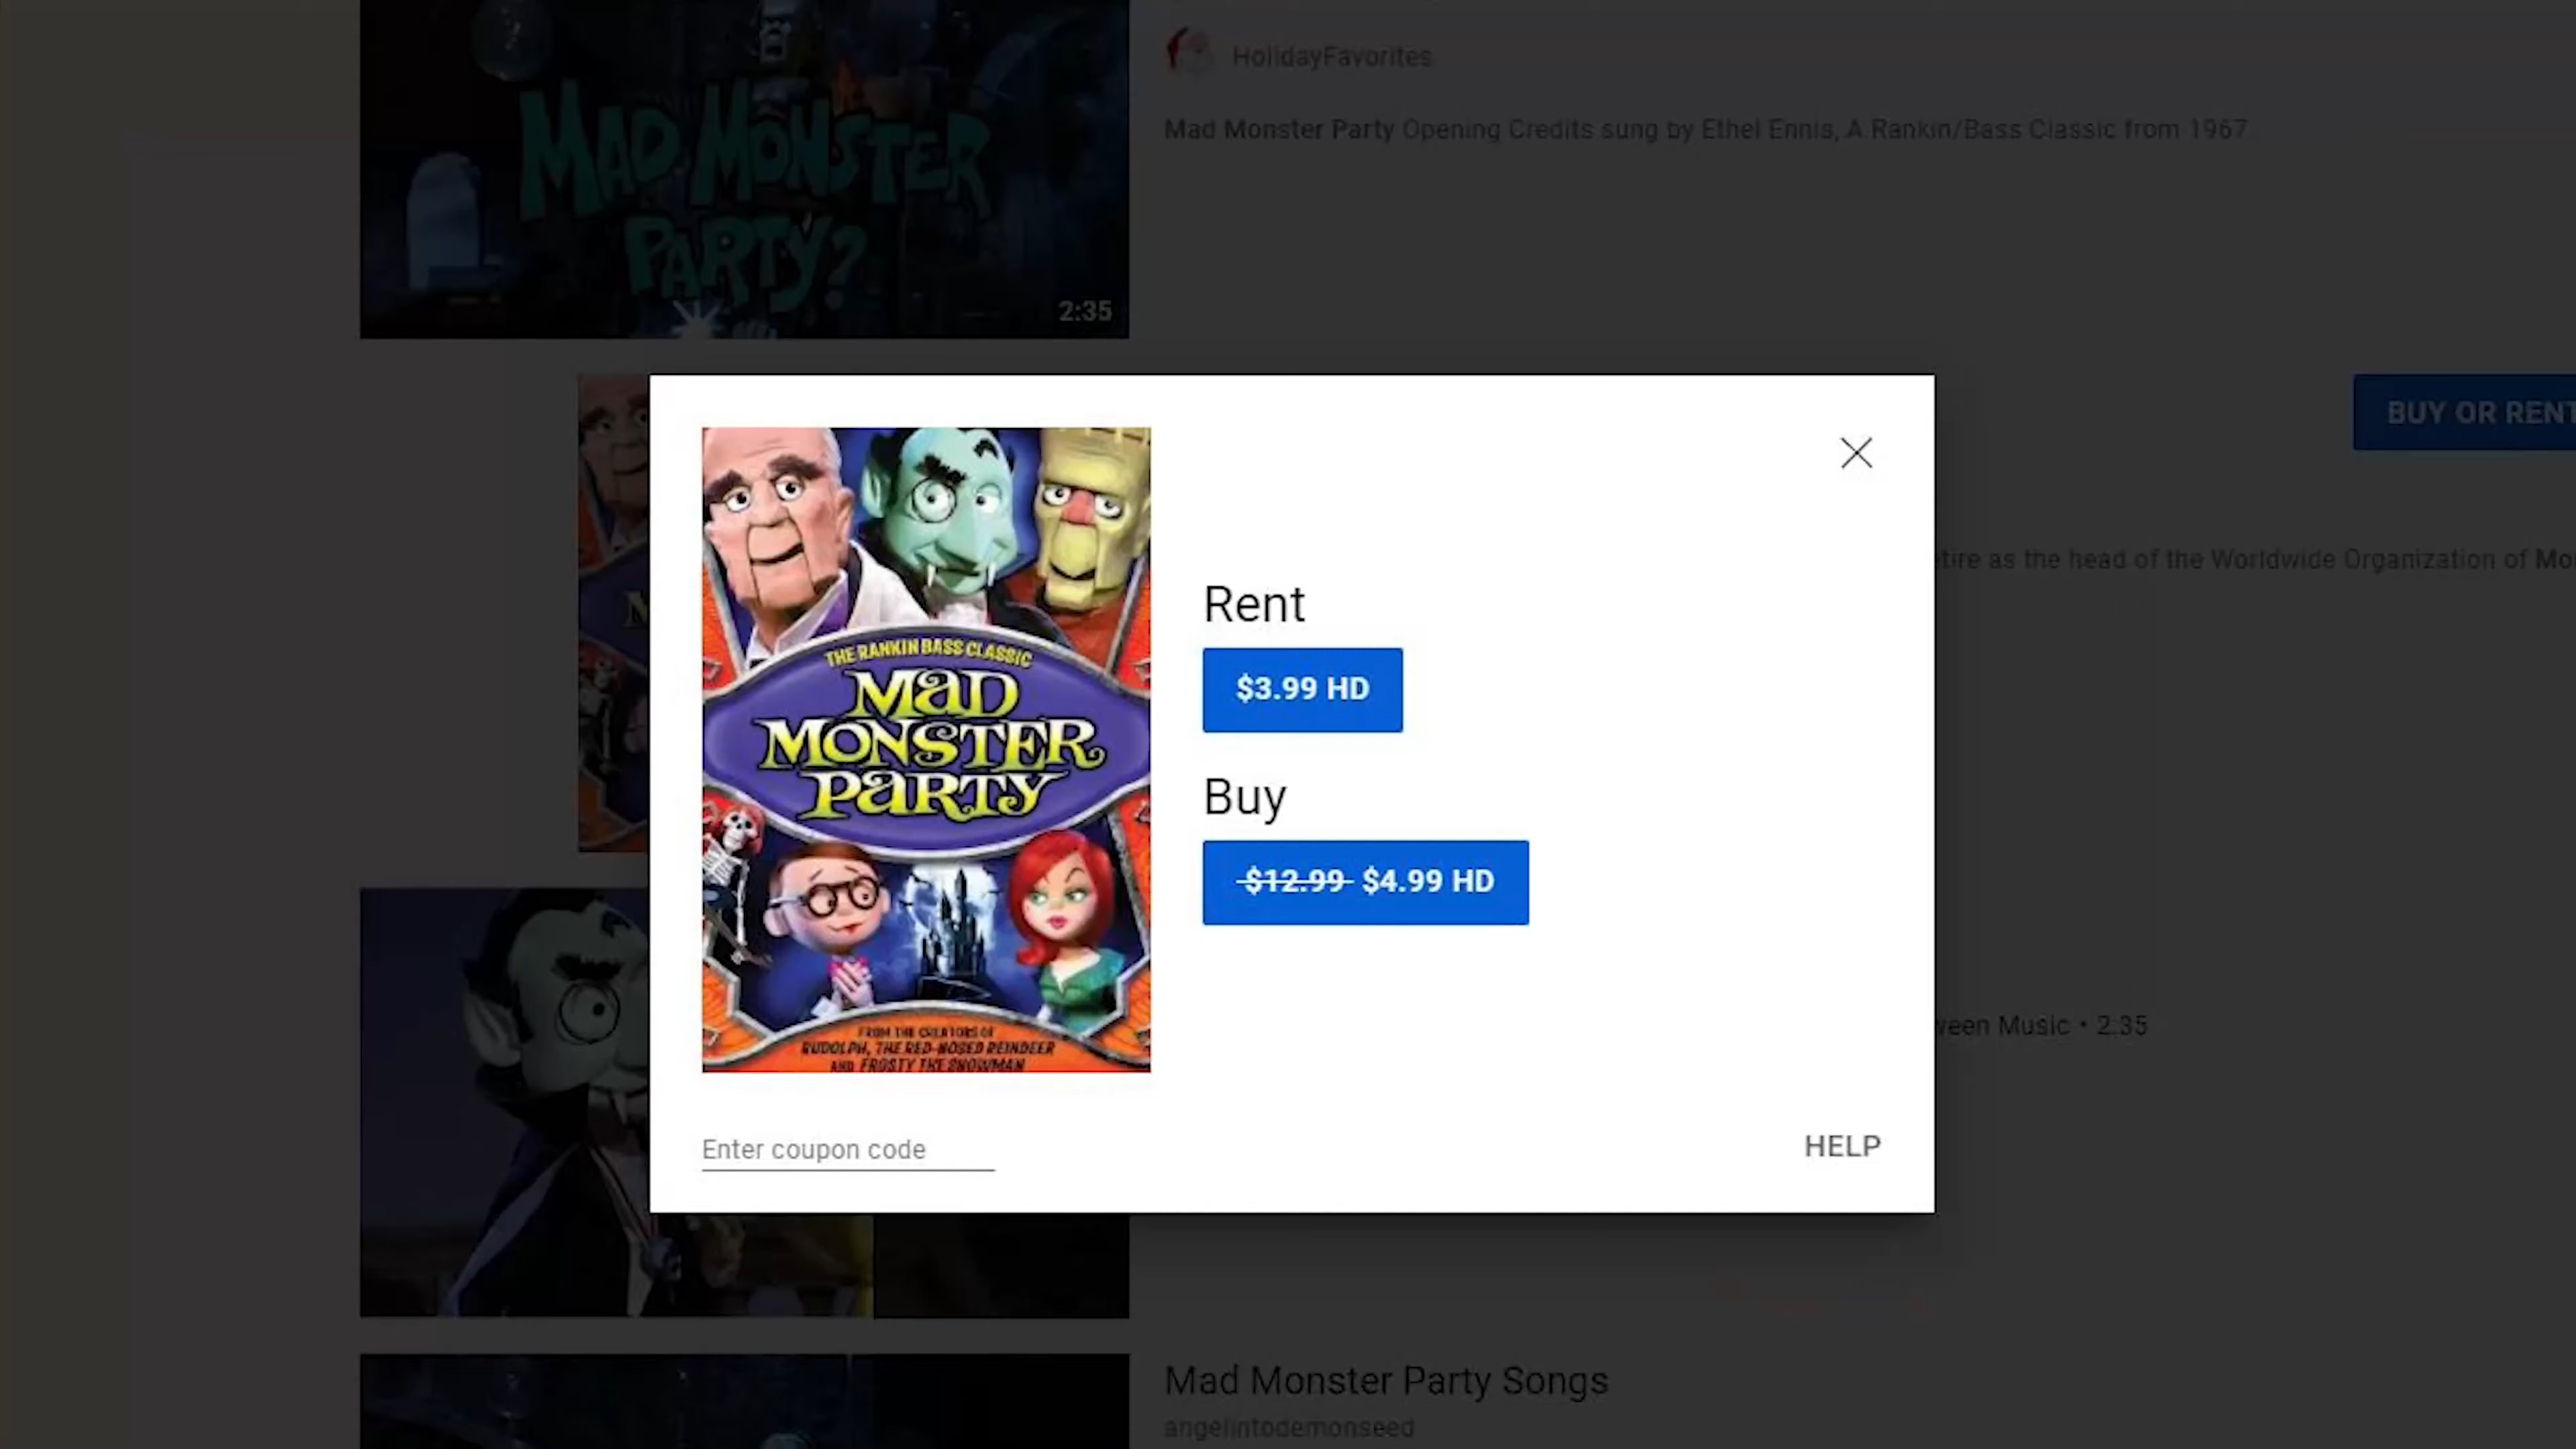 HolidayFavorites
Mad Monster Party Opening Credits sung by Ethel Ennis, A Rankin/Bass Classic from 1967
MAD MONSTER
PARTY?
2:35
BUY OR RENT
THE RANKIN BASS CLASSIC
MAD
MONSTER
PARTY
FROM THE CREATORS OF
RUDOLPH, THE RED-NOSED REINDEER
AND FROSTY THE SNOWMAN
Rent
$3.99 HD
Buy
$12.99 $4.99 HD
Enter coupon code
HELP
tire as the head of the Worldwide Organization of Mo
ween Music • 2:35
Mad Monster Party Songs
angelintodemonseed